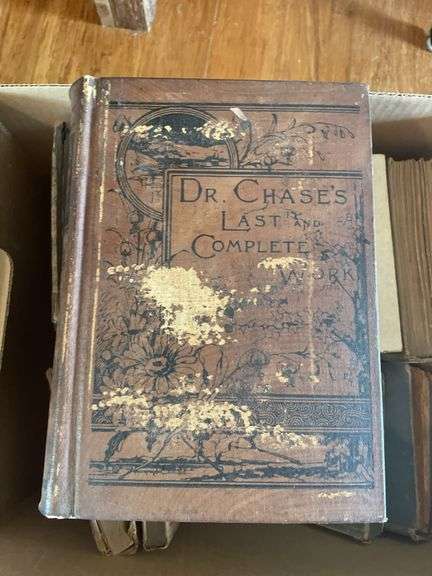 DR. CHASE'S
LAST AND
COMPLETE
WORK